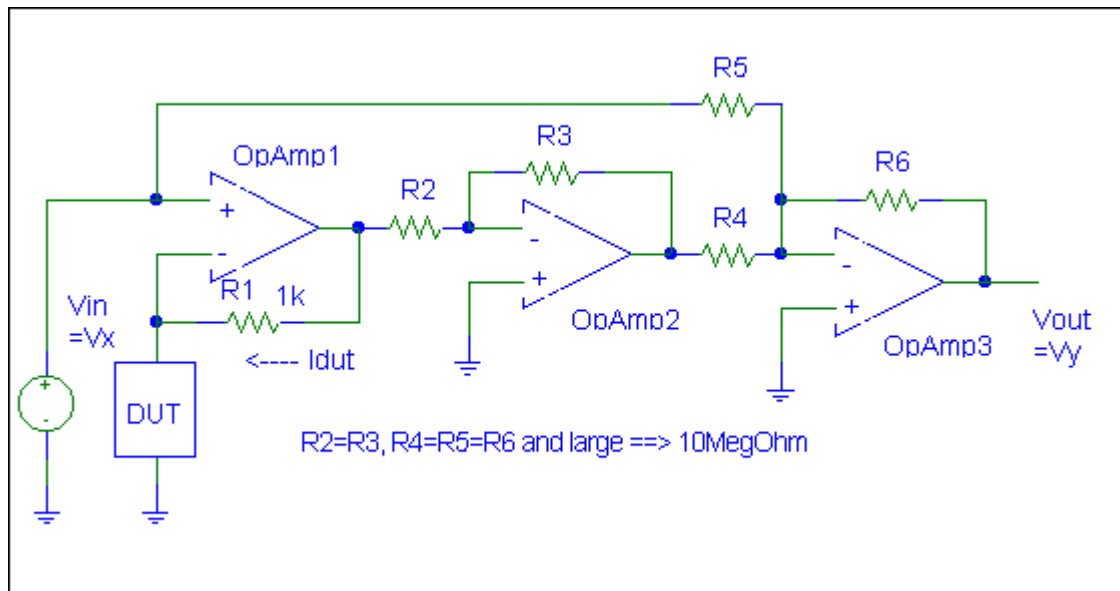 R5
R3
OpAmp1
R6
R2
+
-
-
R4
-
+
R1
1k
+
Vin
=Vx
OpAmp2
OpAmp3
Vout
=Vy
<---- Idut
+
-
DUT
R2=R3, R4=R5=R6 and large ==> 10MegOhm